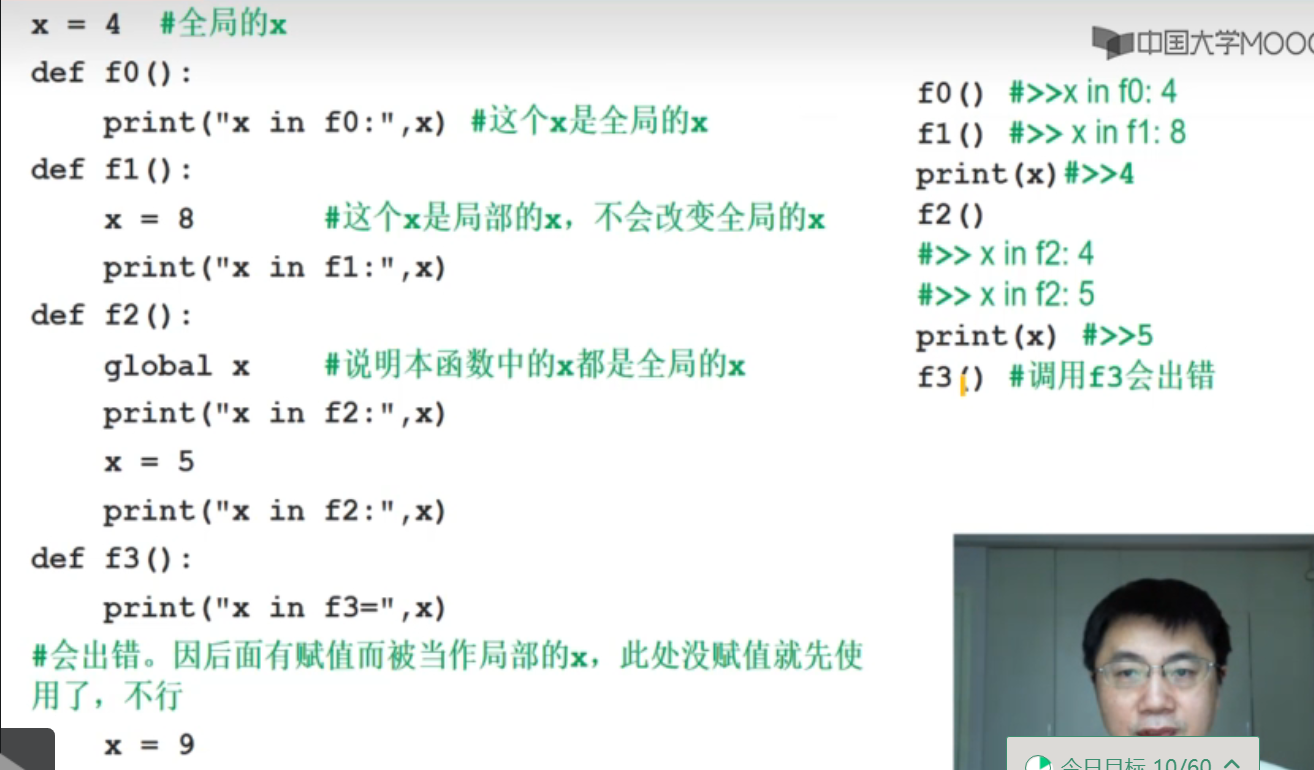 x = 4 #全局的x
def f0():
print("x in f0:",x) #这个x是全局的x
def f1():
x = 8 #这个x是局部的x，不会改变全局的x
print("x in f1:",x)
def f2():
global x #说明本函数中的x都是全局的x
print("x in f2:",x)
x = 5
print("x in f2:",x)
def f3():
print("x in f3=",x)
#会出错。因后面有赋值而被当作局部的x，此处没赋值就先使
用了，不行
x = 9
中国大学MOOC
f0() #>>x in f0: 4
f1() #>> x in f1: 8
print(x)#>>4
f2()
#>> x in f2: 4
#>> x in f2: 5
print(x) #>>5
f3() #调用f3会出错
今日目标 10/60